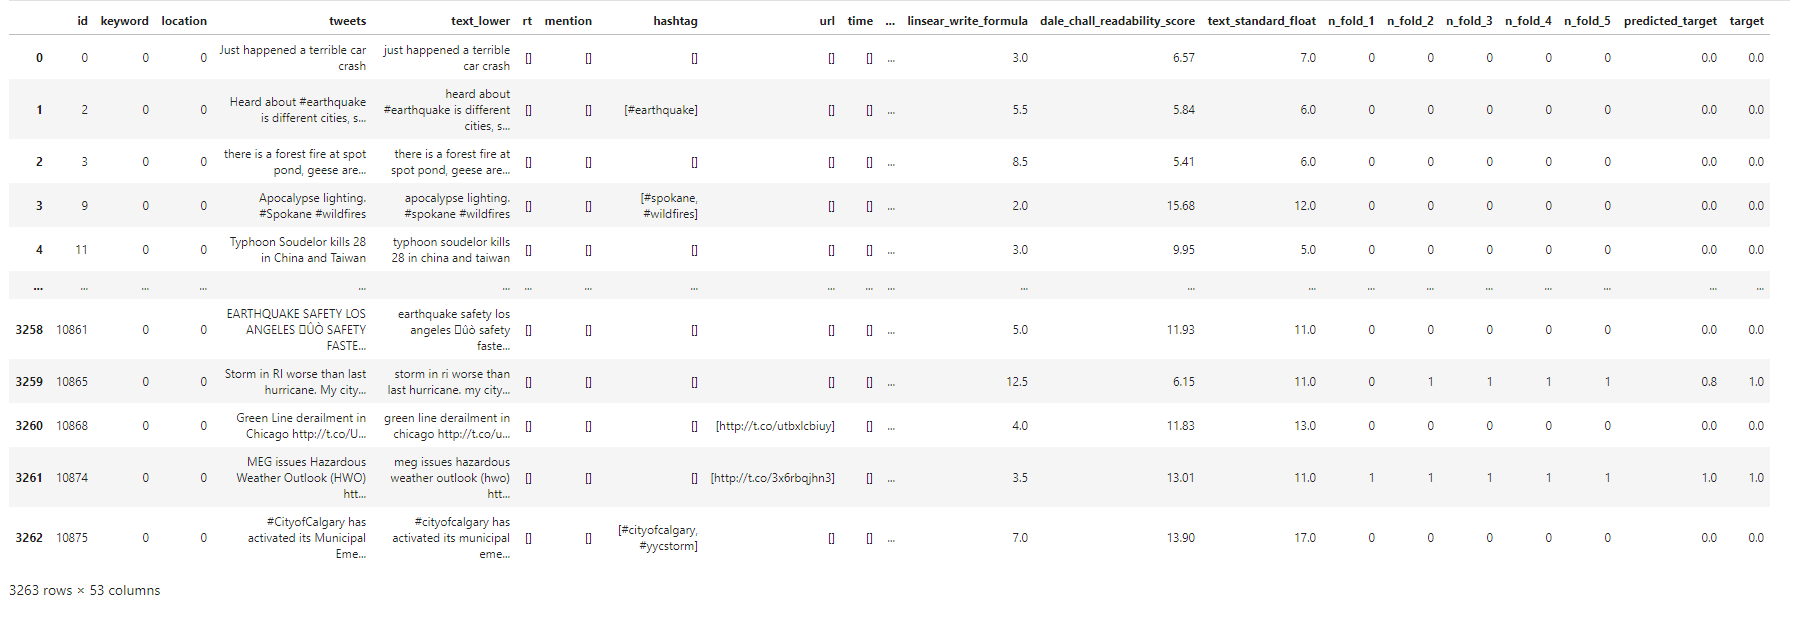 id keyword location tweets text_lower rt mention hashtag url time ... linsear_write_formula dale_chall_readability_score text_standard_float n_fold_1 n_fold_2 n_fold_3 n_fold_4 n_fold_5 predicted_target target
0 0 0 0 Just happened a terrible car crash just happened a terrible car crash [] [] [] [] [] ... 3.0 6.57 7.0 0 0 0 0 0 0.0 0.0
1 2 0 0 Heard about #earthquake is different cities, s... heard about #earthquake is different cities, s... [] [] [#earthquake] [] [] ... 5.5 5.84 6.0 0 0 0 0 0 0.0 0.0
2 3 0 0 there is a forest fire at spot pond, geese are... there is a forest fire at spot pond, geese are... [] [] [] [] [] ... 8.5 5.41 6.0 0 0 0 0 0 0.0 0.0
3 9 0 0 Apocalypse lighting. #Spokane #wildfires apocalypse lighting. #spokane #wildfires [] [] [#spokane, #wildfires] [] [] ... 2.0 15.68 12.0 0 0 0 0 0 0.0 0.0
4 11 0 0 Typhoon Soudelor kills 28 in China and Taiwan typhoon soudelor kills 28 in china and taiwan [] [] [] [] [] ... 3.0 9.95 5.0 0 0 0 0 0 0.0 0.0
... ... ... ... ... ... ... ... ... ... ... ... ... ... ... ... ... ... ... ... ... ...
3258 10861 0 0 EARTHQUAKE SAFETY LOS ANGELES ÛÒ SAFETY FASTE... earthquake safety los angeles ûò safety faste... [] [] [] [] [] ... 5.0 11.93 11.0 0 0 0 0 0 0.0 0.0
3259 10865 0 0 Storm in RI worse than last hurricane. My city... storm in ri worse than last hurricane. my city... [] [] [] [] [] ... 12.5 6.15 11.0 0 1 1 1 1 0.8 1.0
3260 10868 0 0 Green Line derailment in Chicago http://t.co/U... green line derailment in chicago http://t.co/u... [] [] [] [http://t.co/utbxlcbiuy] [] ... 4.0 11.83 13.0 0 0 0 0 0 0.0 0.0
3261 10874 0 0 MEG issues Hazardous Weather Outlook (HWO) htt... meg issues hazardous weather outlook (hwo) htt... [] [] [] [http://t.co/3x6rbqjhn3] [] ... 3.5 13.01 11.0 1 1 1 1 1 1.0 1.0
3262 10875 0 0 #CityofCalgary has activated its Municipal Eme... #cityofcalgary has activated its municipal eme... [] [] [#cityofcalgary, #yycstorm] [] [] ... 7.0 13.90 17.0 0 0 0 0 0 0.0 0.0
3263 rows × 53 columns